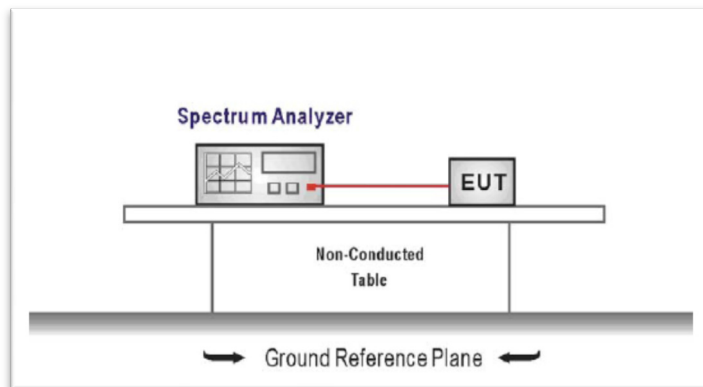 Spectrum Analyzer
EUT
Non-Conducted
Table
Ground Reference Plane